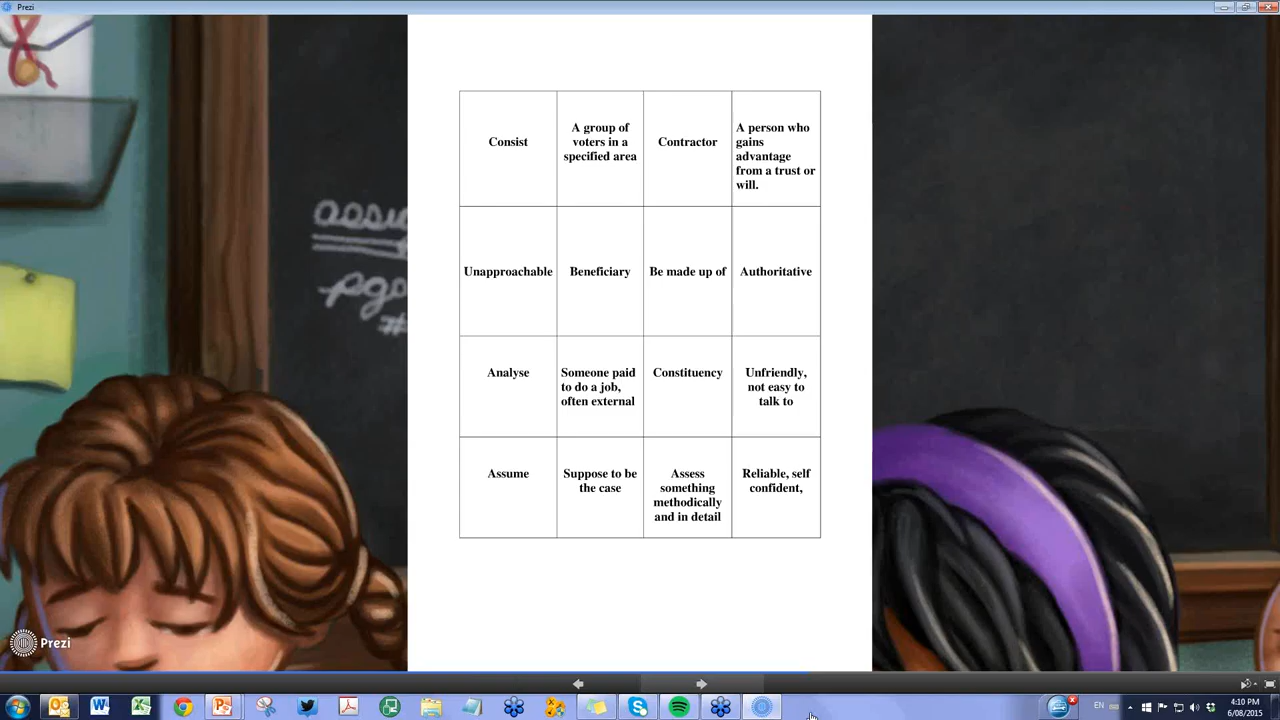 Prezi
Consist
A group of
voters in a
specified area
Contractor
A person who
gains
advantage
from a trust or
will.
Unapproachable
Beneficiary
Be made up of
Authoritative
Analyse
Someone paid
to do a job,
often external
Constituency
Unfriendly,
not easy to
talk to
Assume
Suppose to be
the case
Assess
something
methodically
and in detail
Reliable, self
confident,
Prezi
EN
4:10 PM
6/08/2015